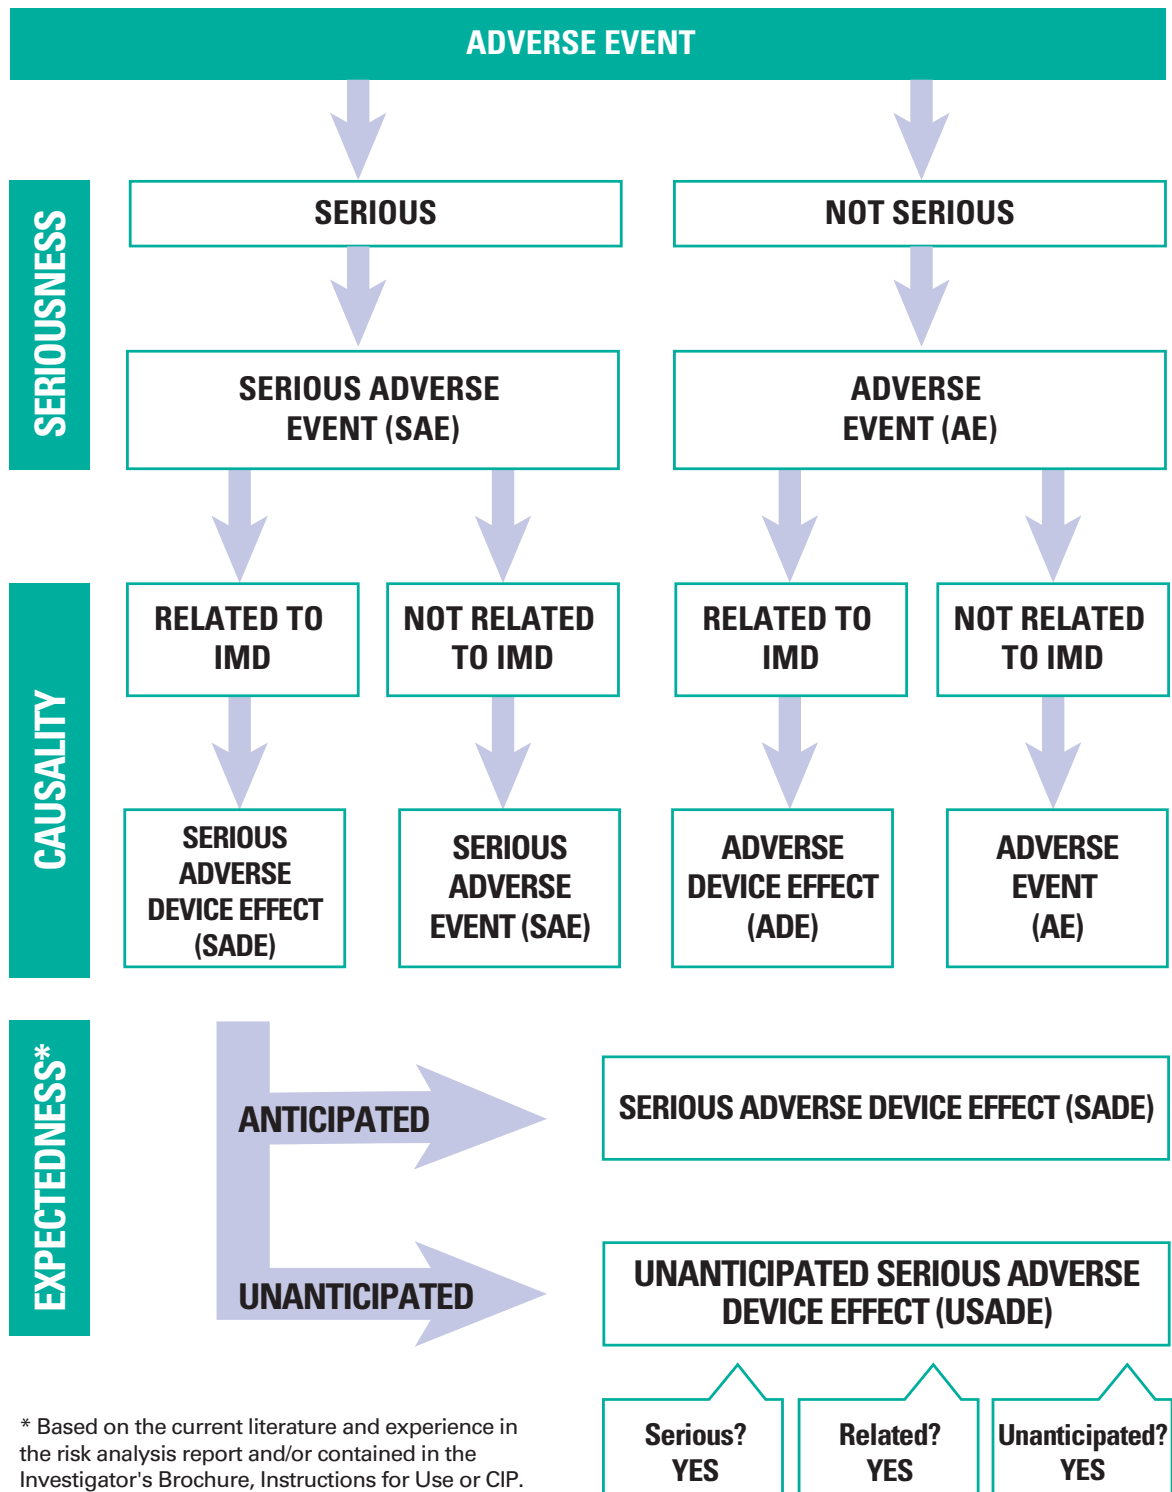 ADVERSE EVENT
SERIOUSNESS
SERIOUS
NOT SERIOUS
SERIOUS ADVERSE
EVENT (SAE)
ADVERSE
EVENT (AE)
CAUSALITY
RELATED TO
IMD
NOT RELATED
TO IMD
RELATED TO
IMD
NOT RELATED
TO IMD
SERIOUS
ADVERSE
DEVICE EFFECT
(SADE)
SERIOUS
ADVERSE
EVENT (SAE)
ADVERSE
DEVICE EFFECT
(ADE)
ADVERSE
EVENT
(AE)
EXPECTEDNESS*
ANTICIPATED
SERIOUS ADVERSE DEVICE EFFECT (SADE)
UNANTICIPATED
UNANTICIPATED SERIOUS ADVERSE
DEVICE EFFECT (USADE)
Serious?
YES
Related?
YES
Unanticipated?
YES
* Based on the current literature and experience in
the risk analysis report and/or contained in the
Investigator's Brochure, Instructions for Use or CIP.